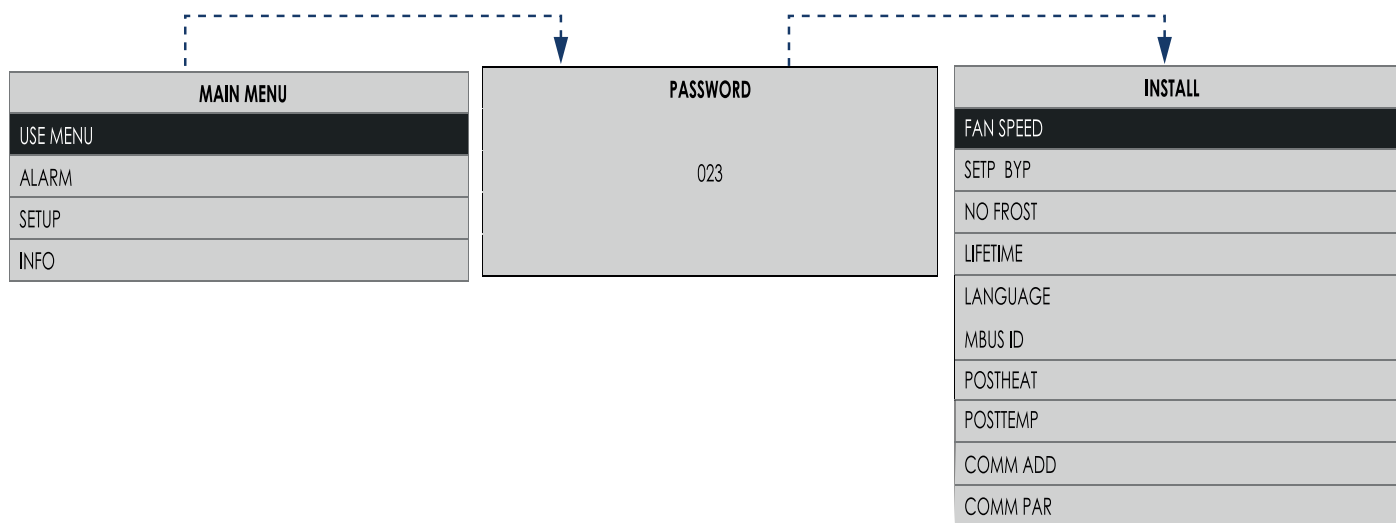 MAIN MENU
USE MENU
ALARM
SETUP
INFO
PASSWORD
023
INSTALL
FAN SPEED
SETP BYP
NO FROST
LIFETIME
LANGUAGE
MBUS ID
POSTHEAT
POSTTEMP
COMM ADD
COMM PAR